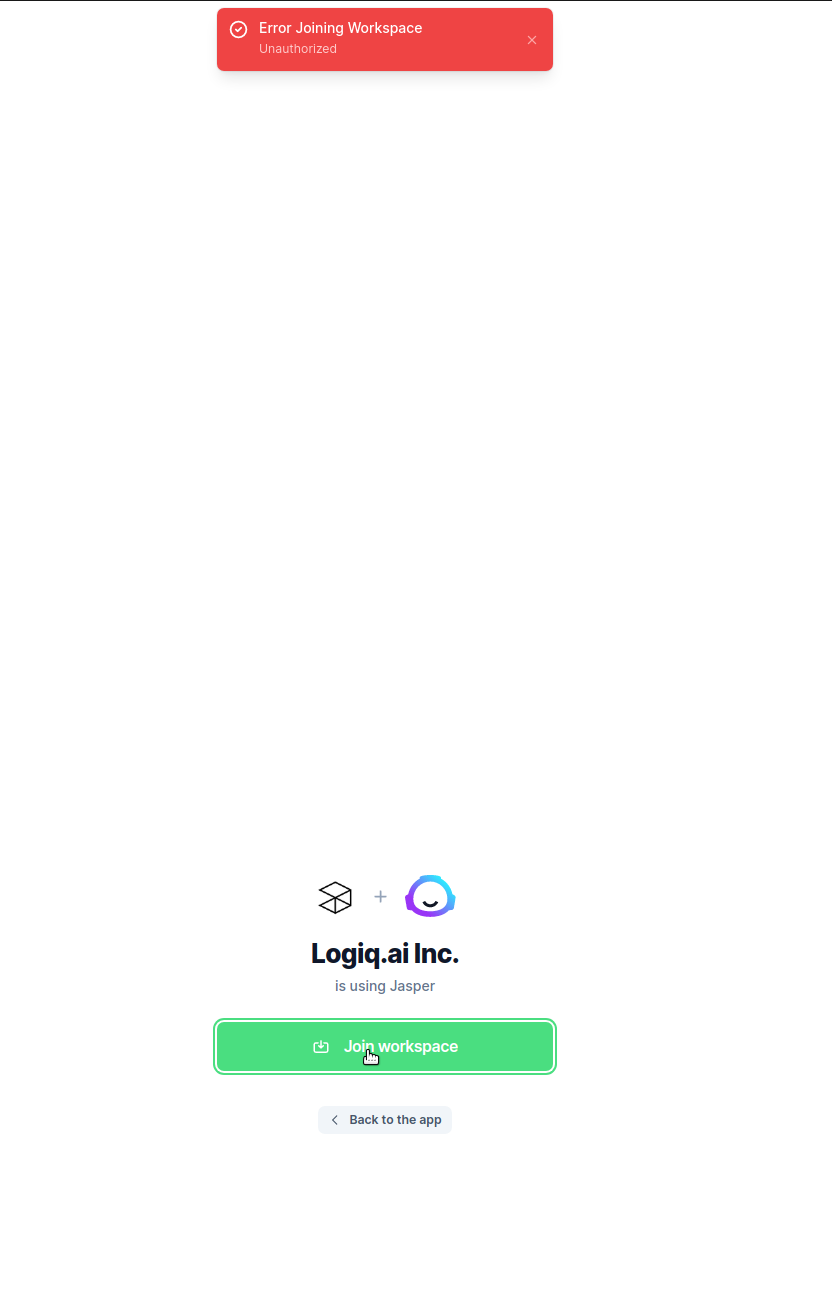 Error Joining Workspace
Unauthorized
Logiq.ai Inc.
is using Jasper
Join workspace
Back to the app